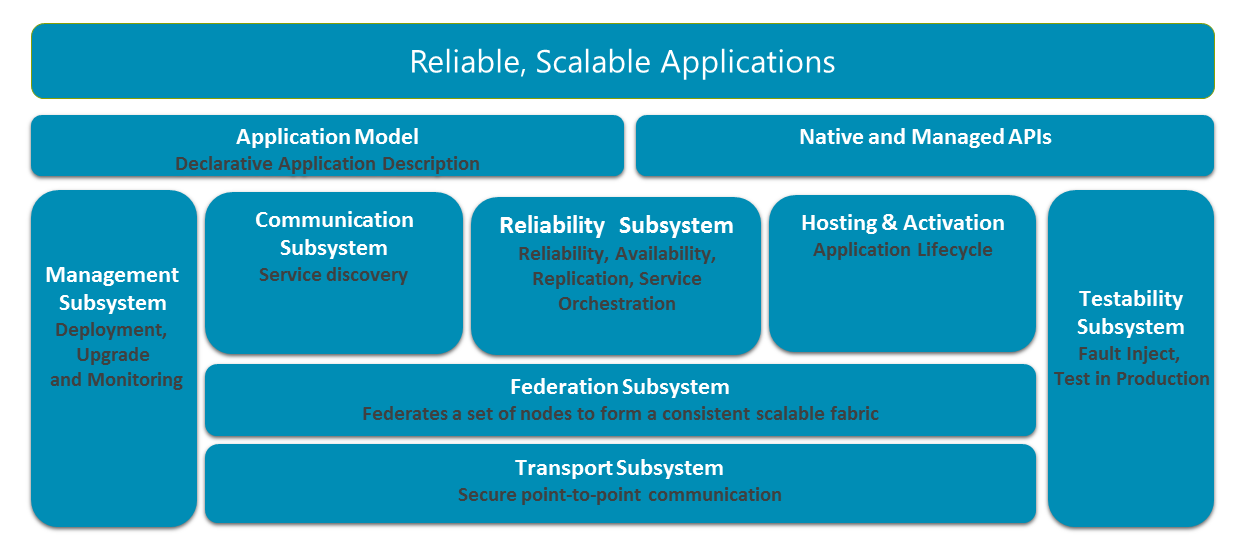 Reliable, Scalable Applications
Application Model
Declarative Application Description
Native and Managed APIs
Management
Subsystem
Deployment,
Upgrade
and Monitoring
Communication
Subsystem
Service discovery
Reliability Subsystem
Reliability, Availability,
Replication, Service
Orchestration
Hosting & Activation
Application Lifecycle
Testability
Subsystem
Fault Inject,
Test in Production
Federation Subsystem
Federates a set of nodes to form a consistent scalable fabric
Transport Subsystem
Secure point-to-point communication